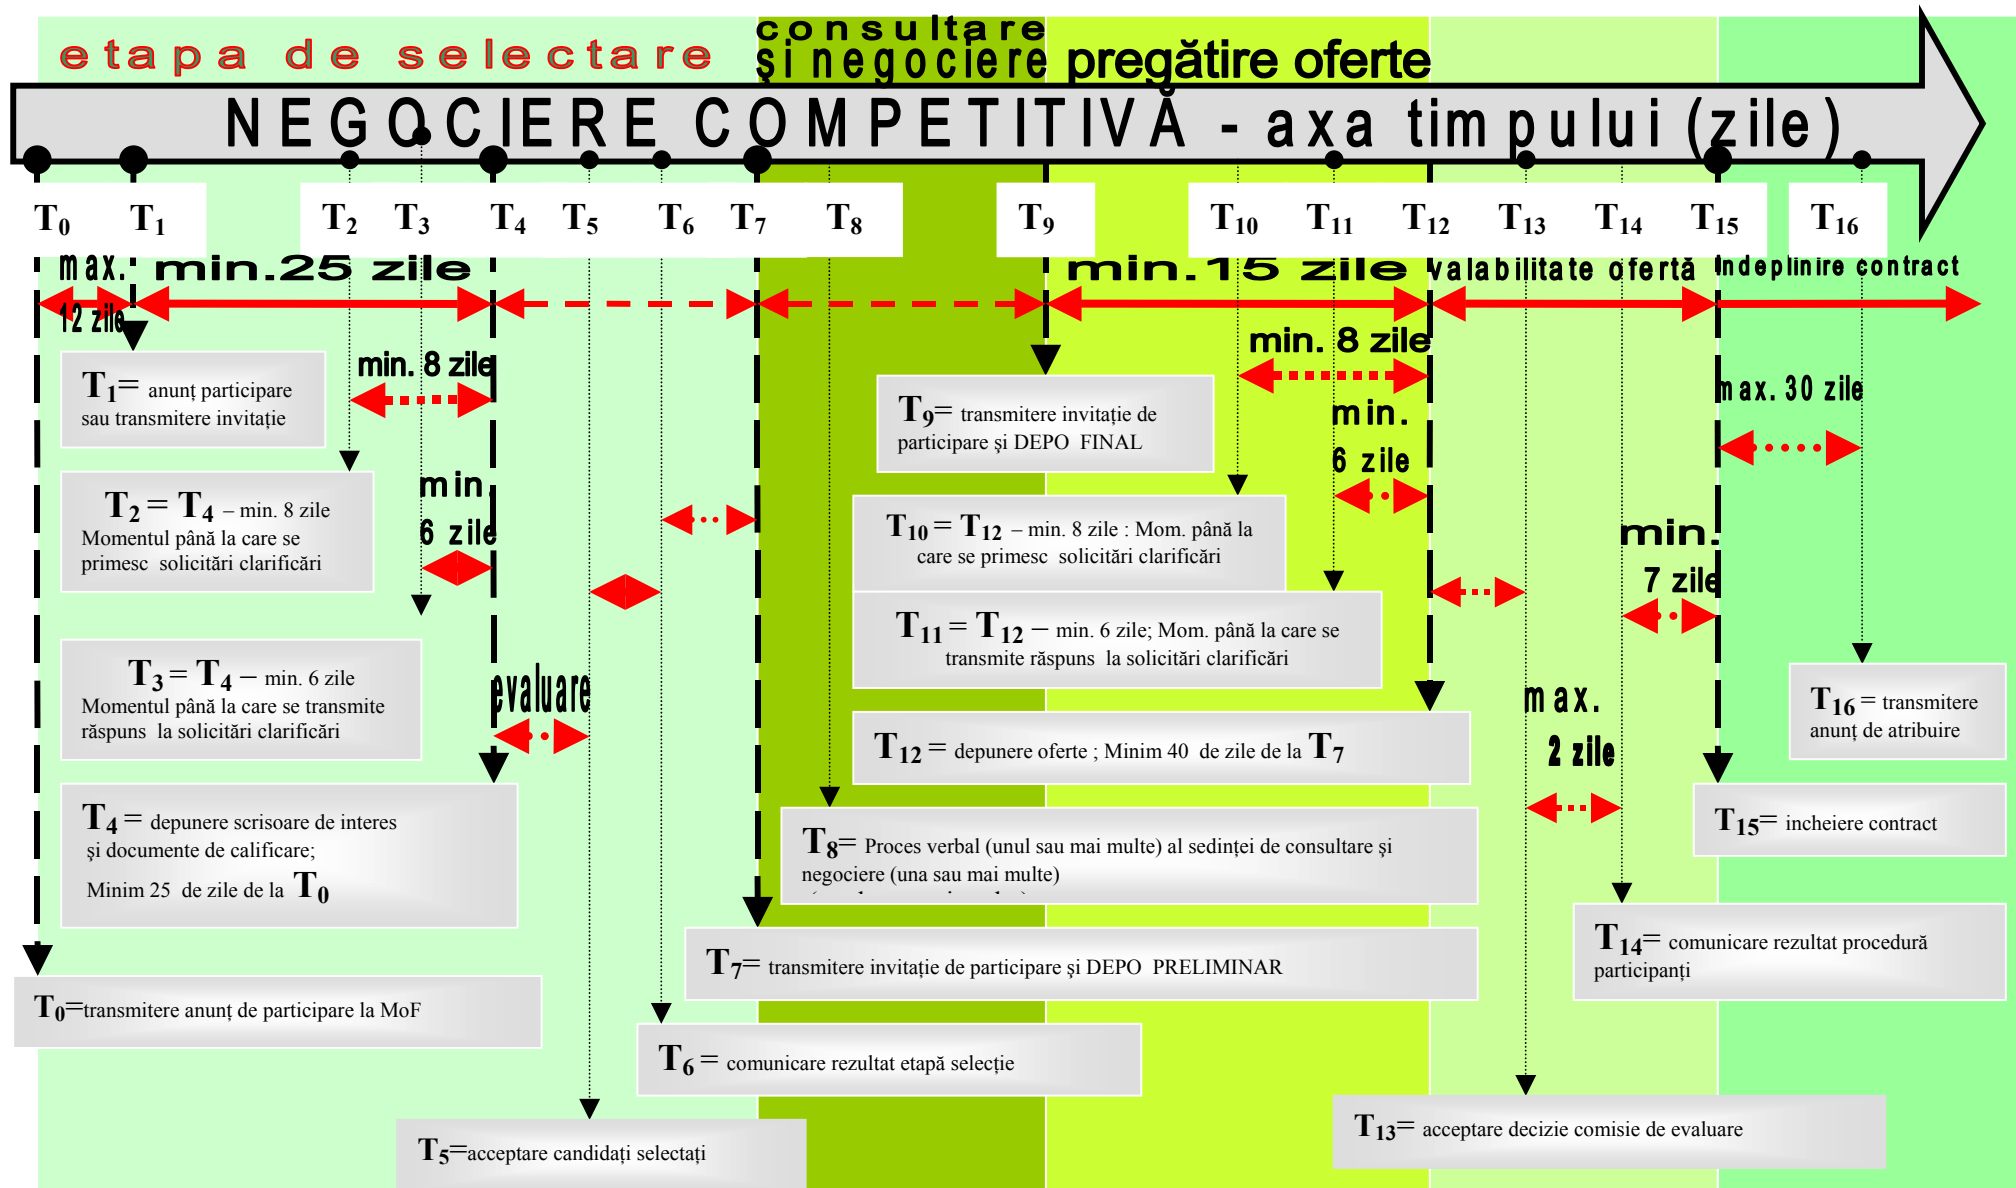 etapa de selectare
consultare
şi negociere
pregătire oferte
NEGOCIERE COMPETITIVĂ - axa timpului (zile)
T0 T1 T2 T3 T4 T5 T6 T7 T8 T9 T10 T11 T12 T13 T14 T15 T16
max.
12 zile
min.25 zile
min.15 zile
valabilitate ofertă
indeplinire contract
T1= anunţ participare
sau transmitere invitaţie
min. 8 zile
T2 = T4 – min. 8 zile
Momentul până la care se
primesc solicitări clarificări
min.
6 zile
T3 = T4 – min. 6 zile
Momentul până la care se transmite
răspuns la solicitări clarificări
evaluare
T4 = depunere scrisoare de interes
şi documente de calificare;
Minim 25 de zile de la T0
T0=transmitere anunţ de participare la MoF
T5=acceptare candidaţi selectaţi
T6 = comunicare rezultat etapă selecţie
T7= transmitere invitaţie de participare şi DEPO PRELIMINAR
T8= Proces verbal (unul sau mai multe) al sedinţei de consultare şi
negociere (una sau mai multe)
T9= transmitere invitaţie de
participare şi DEPO FINAL
min. 8 zile
min.
6 zile
T10 = T12 – min. 8 zile : Mom. până la
care se primesc solicitări clarificări
T11 = T12 – min. 6 zile; Mom. până la care se
transmite răspuns la solicitări clarificări
T12 = depunere oferte ; Minim 40 de zile de la T7
max.
2 zile
T13= acceptare decizie comisie de evaluare
min.
7 zile
T14= comunicare rezultat procedură
participanţi
T15= incheiere contract
max. 30 zile
T16 = transmitere
anunţ de atribuire